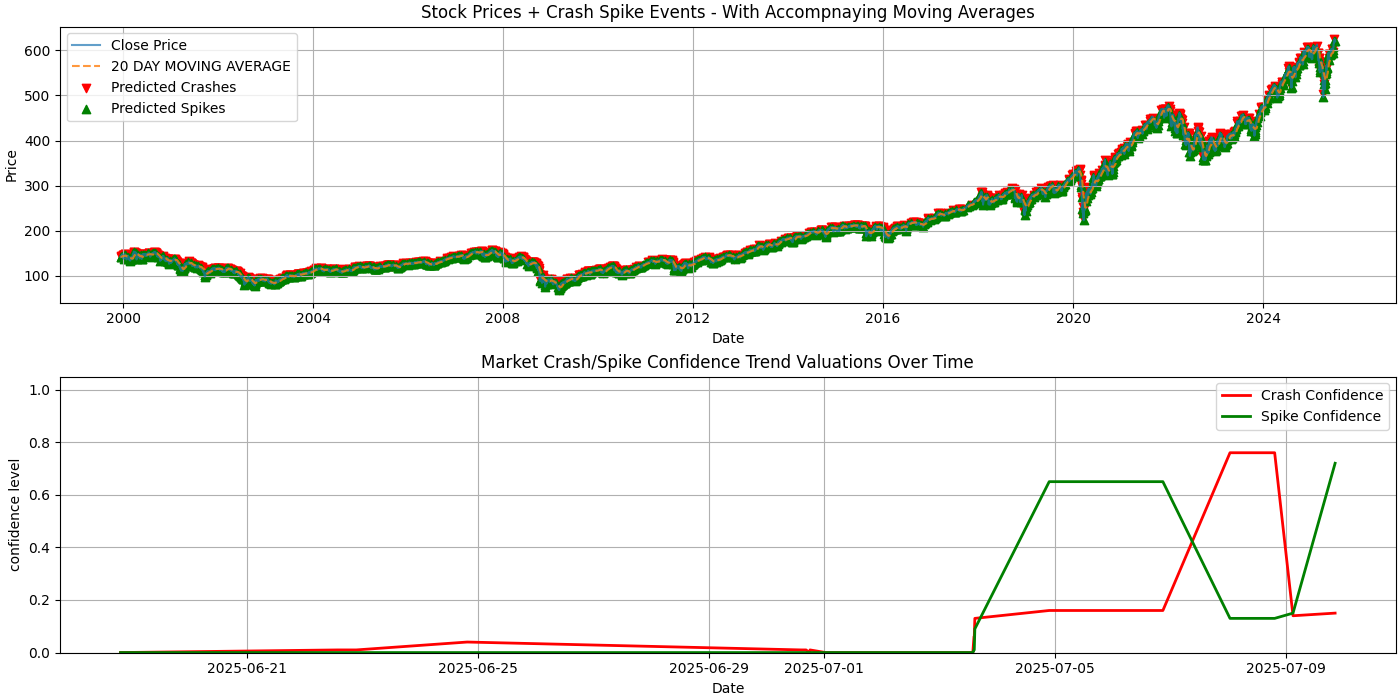 Stock Prices + Crash Spike Events - With Accompnaying Moving Averages
Close Price
20 DAY MOVING AVERAGE
Predicted Crashes
Predicted Spikes
600
500
400
300
200
100
Price
2000 2004 2008 2012 2016 2020 2024
Date
Market Crash/Spike Confidence Trend Valuations Over Time
Crash Confidence
Spike Confidence
1.0
0.8
0.6
0.4
0.2
0.0
confidence level
2025-06-21 2025-06-25 2025-06-29 2025-07-01 2025-07-05 2025-07-09
Date